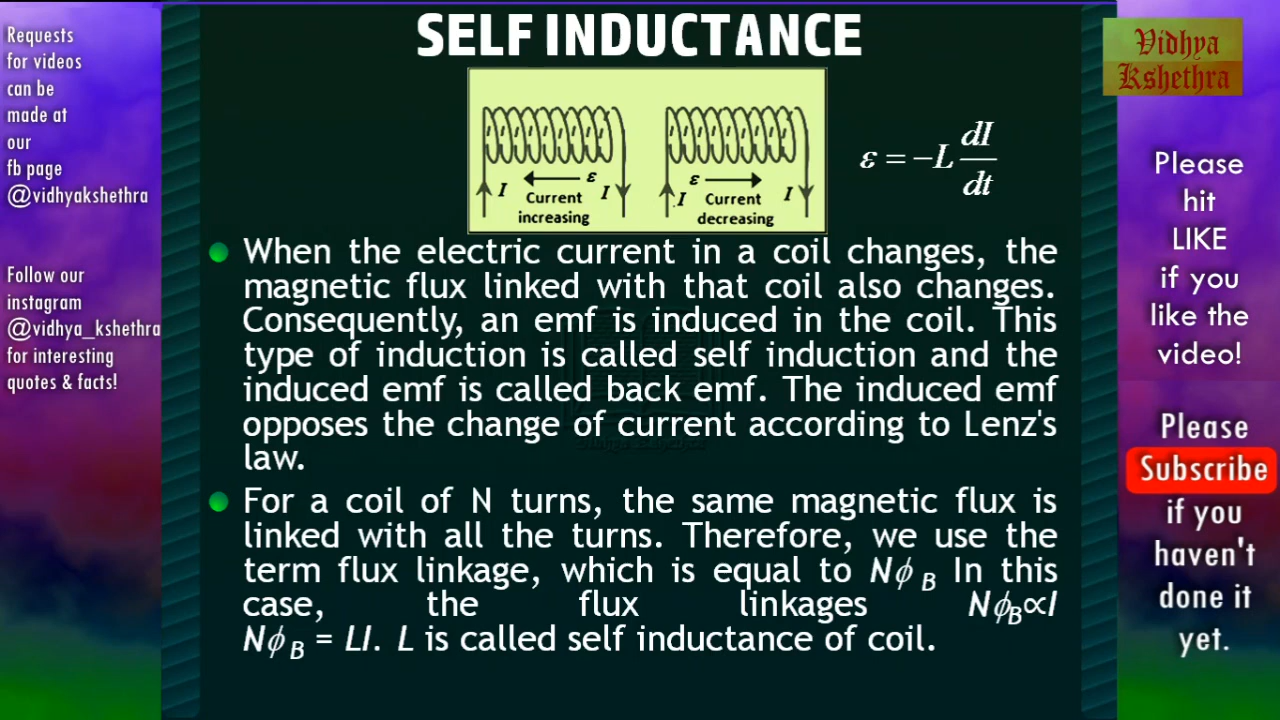 Requests
for videos
can be
made at
our
fb page
@vidhyakshethra
Follow our
instagram
@vidhya_kshethra
for interesting
quotes & facts!
SELF INDUCTANCE
I
ε
I
Current
increasing
ε
I
I
Current
decreasing
ε = −L dI/dt
When the electric current in a coil changes, the
magnetic flux linked with that coil also changes.
Consequently, an emf is induced in the coil. This
type of induction is called self induction and the
induced emf is called back emf. The induced emf
opposes the change of current according to Lenz's
law.
For a coil of N turns, the same magnetic flux is
linked with all the turns. Therefore, we use the
term flux linkage, which is equal to Nϕ B In this
case, the flux linkages NϕB∝I
Nϕ B = LI. L is called self inductance of coil.
Vidhya
Kshethra
Please
hit
LIKE
if you
like the
video!
Please
Subscribe
if you
haven't
done it
yet.